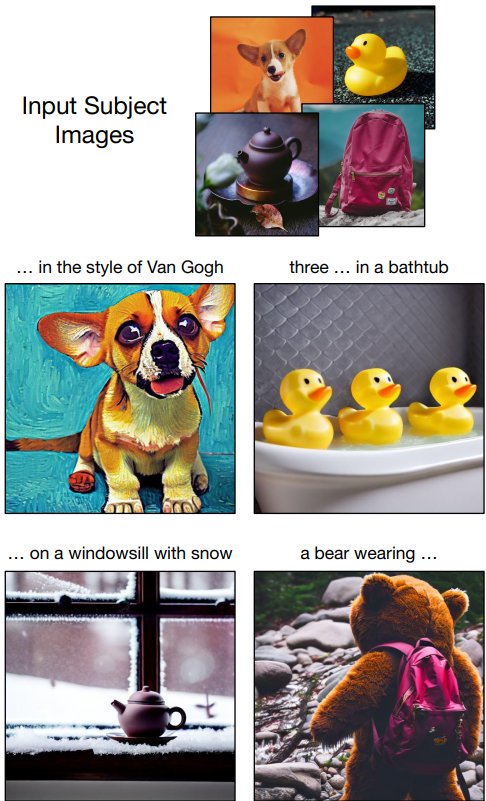 Input Subject
Images
... in the style of Van Gogh
three ... in a bathtub
... on a windowsill with snow
a bear wearing ...